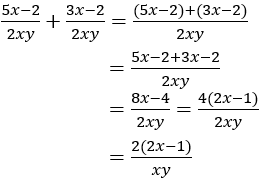 (5x−2)/(2xy) + (3x−2)/(2xy) = ((5x−2)+(3x−2))/(2xy)
= (5x−2+3x−2)/(2xy)
= (8x−4)/(2xy) = (4(2x−1))/(2xy)
= (2(2x−1))/(xy)